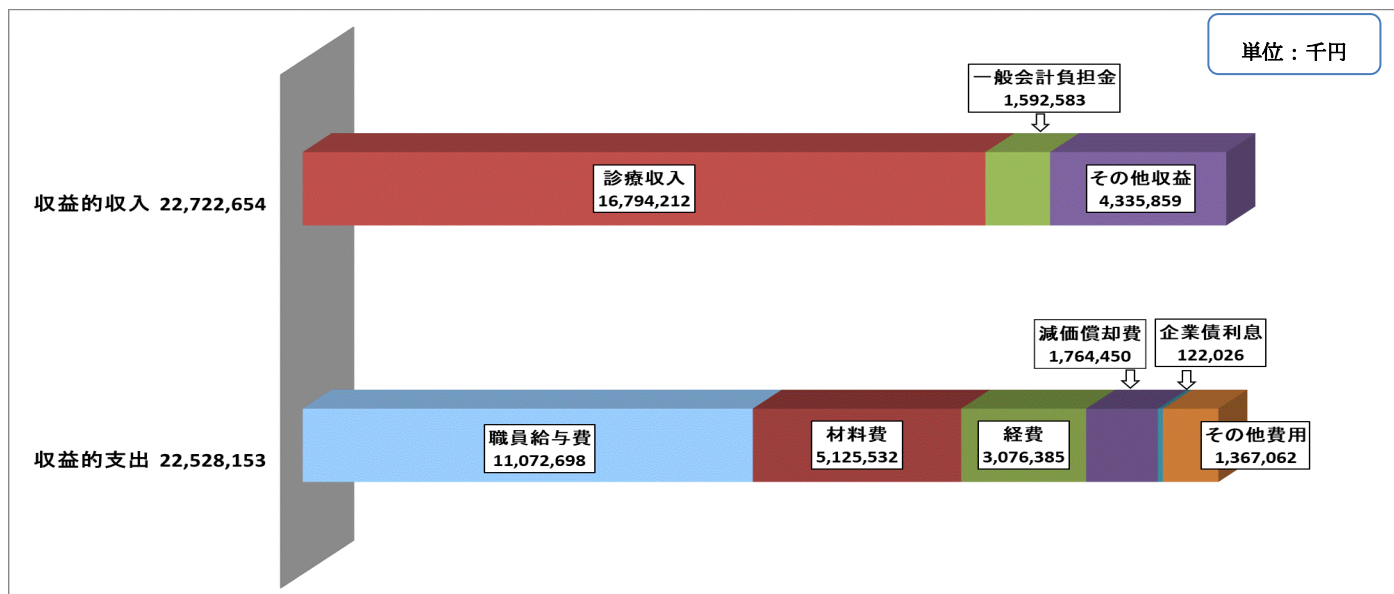 単位：千円
一般会計負担金
1,592,583
診療収入
16,794,212
その他収益
4,335,859
収益的収入 22,722,654
減価償却費
1,764,450
企業債利息
122,026
職員給与費
11,072,698
材料費
5,125,532
経費
3,076,385
その他費用
1,367,062
収益的支出 22,528,153